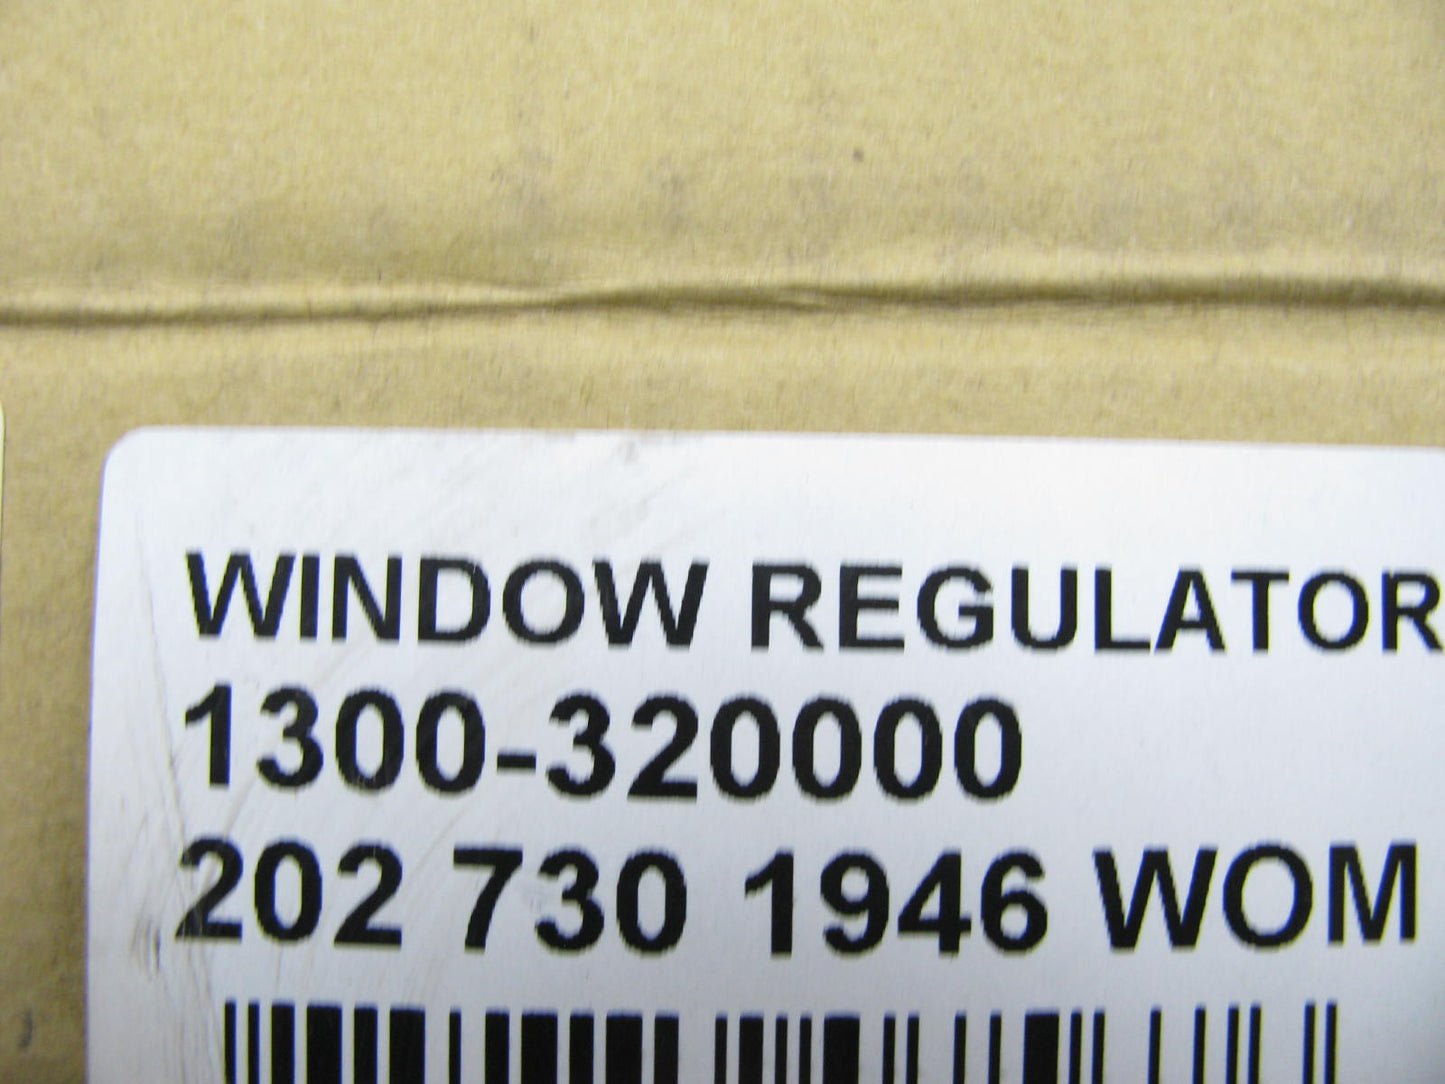 WINDOW REGULATOR
1300-320000
202 730 1946 WOM